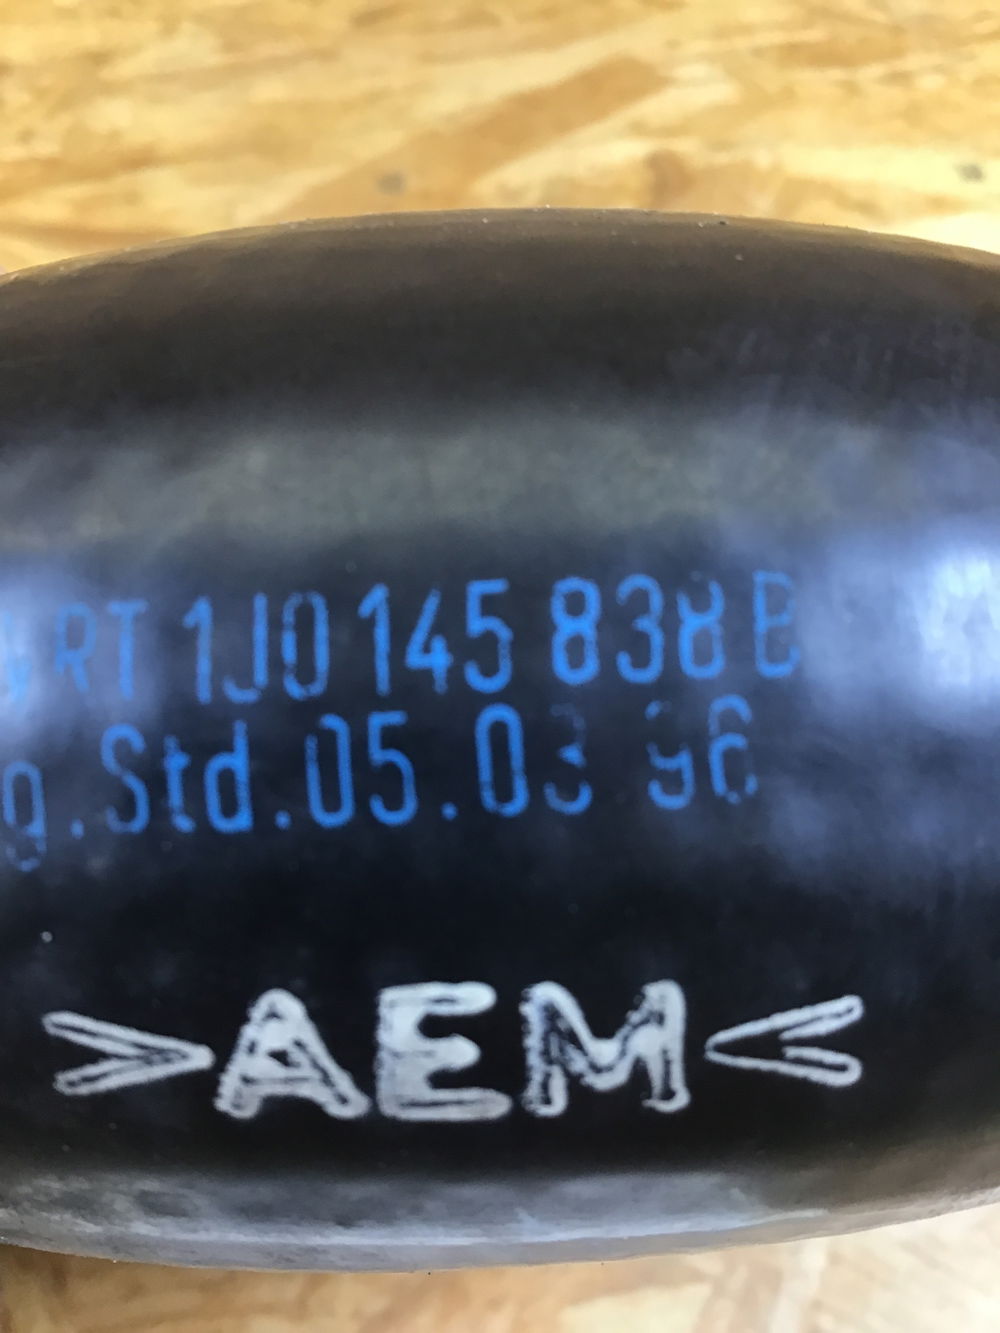 RT 1J0 145 838 B
g.Std.05.03 96
>AEM<